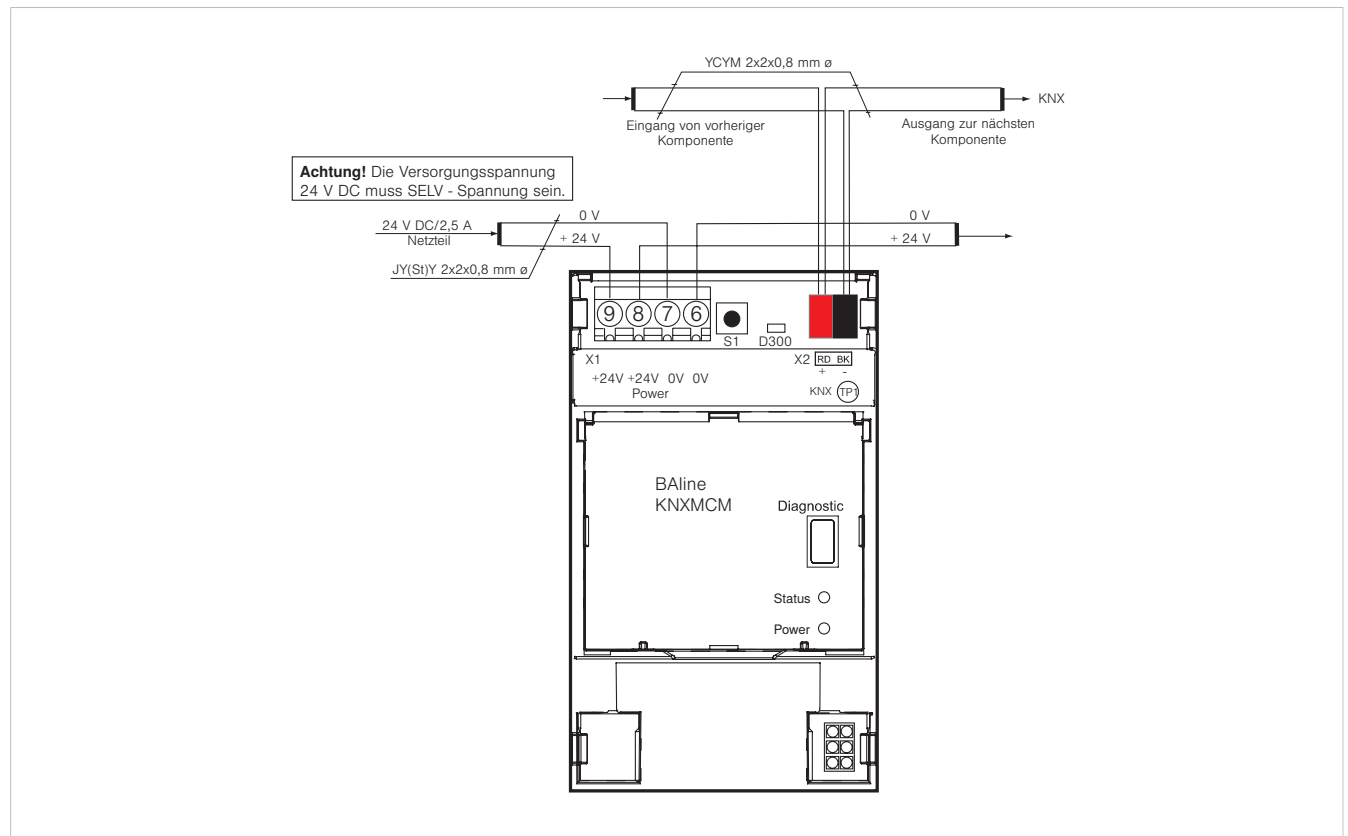 YCYM 2x2x0,8 mm ø
KNX
Eingang von vorheriger
Komponente
Ausgang zur nächsten
Komponente
Achtung! Die Versorgungsspannung
24 V DC muss SELV - Spannung sein.
24 V DC/2,5 A
Netzteil
0 V
+ 24 V
0 V
+ 24 V
JY(St)Y 2x2x0,8 mm ø
9 8 7 6
S1
D300
X1
X2 RD BK
+ -
+24V +24V 0V 0V
Power
KNX TP1
BAline
KNXMCM
Diagnostic
Status
Power